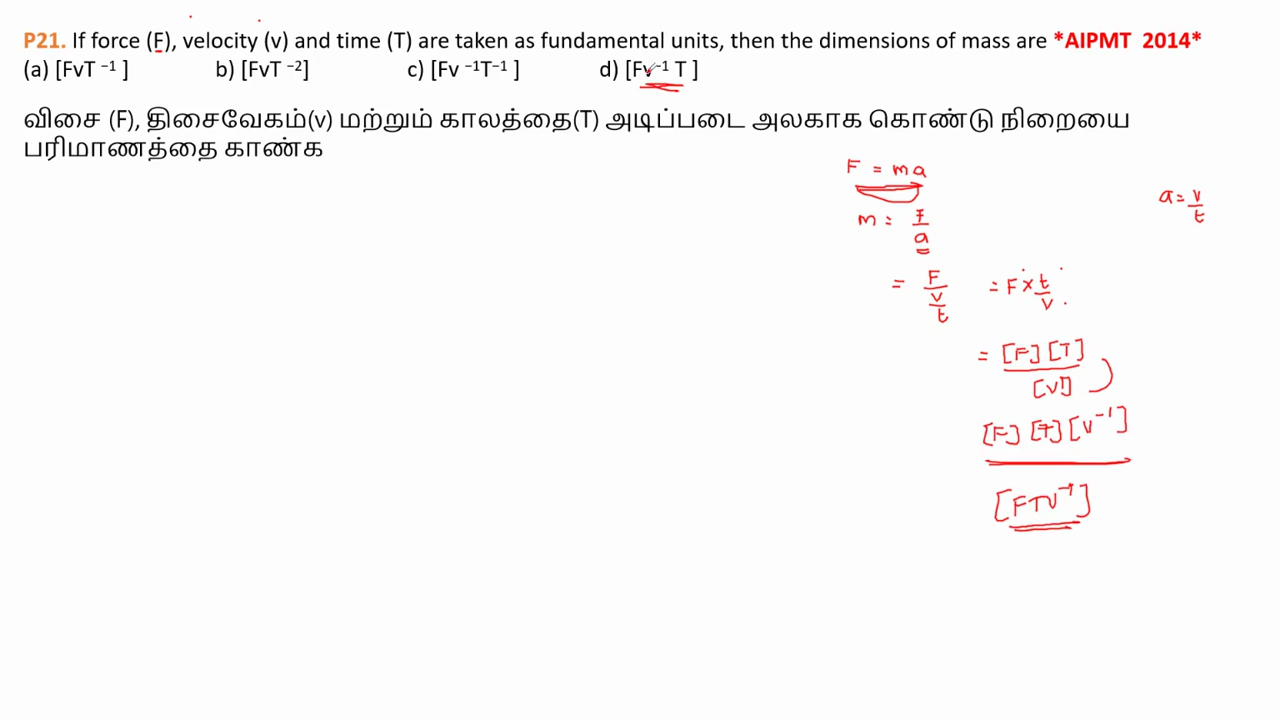 P21. If force (F), velocity (v) and time (T) are taken as fundamental units, then the dimensions of mass are *AIPMT 2014*
(a) [FvT ⁻¹ ] b) [FvT ⁻²] c) [Fv ⁻¹T⁻¹ ] d) [Fv⁻¹ T ]
விசை (F), திசைவேகம்(v) மற்றும் காலத்தை(T) அடிப்படை அலகாக கொண்டு நிறையை
பரிமாணத்தை காண்க
F = ma
a = v/t
m = F/a
= F/(v/t) = F × t/v
= [F] [T]/[V]
[F] [T] [V⁻¹]
[FTV⁻¹]